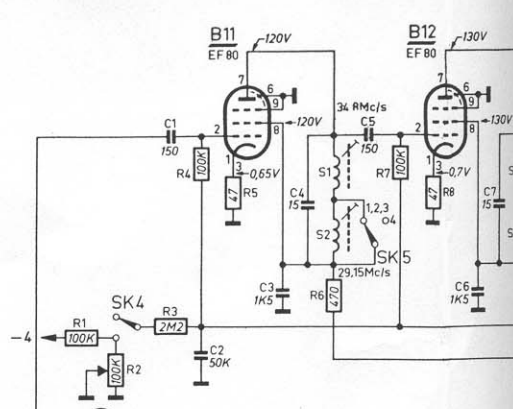 B11
EF80
120V
B12
EF80
130V
7
6
9
8
2
1
3
120V
0,65V
C1
150
R4
100K
47
R5
34 RMc/s
C5
150
C4
15
S1
S2
1,2,3
4
SK5
29,15Mc/s
R7
100K
7
6
9
8
2
1
3
130V
0,7V
47
R8
C7
15
S
S
C3
1K5
R6
470
C6
1K5
SK4
R3
2M2
-4
R1
100K
100K
R2
C2
50K